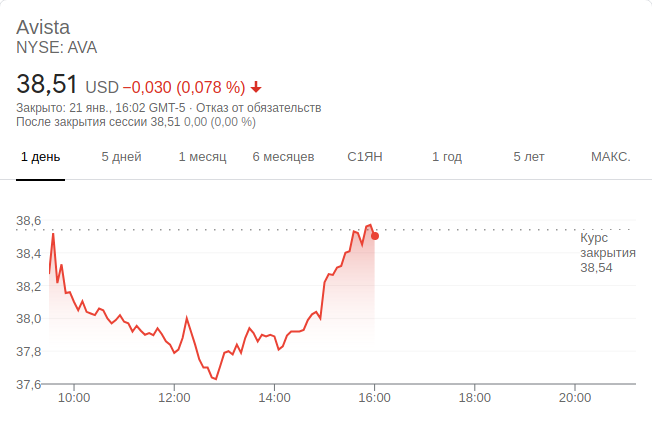 Avista
NYSE: AVA
38,51 USD −0,030 (0,078 %)
Закрыто: 21 янв., 16:02 GMT-5 · Отказ от обязательств
После закрытия сессии 38,51 0,00 (0,00 %)
1 день 5 дней 1 месяц 6 месяцев С1ЯН 1 год 5 лет МАКС.
38,6
Курс
закрытия
38,54
38,4
38,2
38,0
37,8
37,6
10:00 12:00 14:00 16:00 18:00 20:00